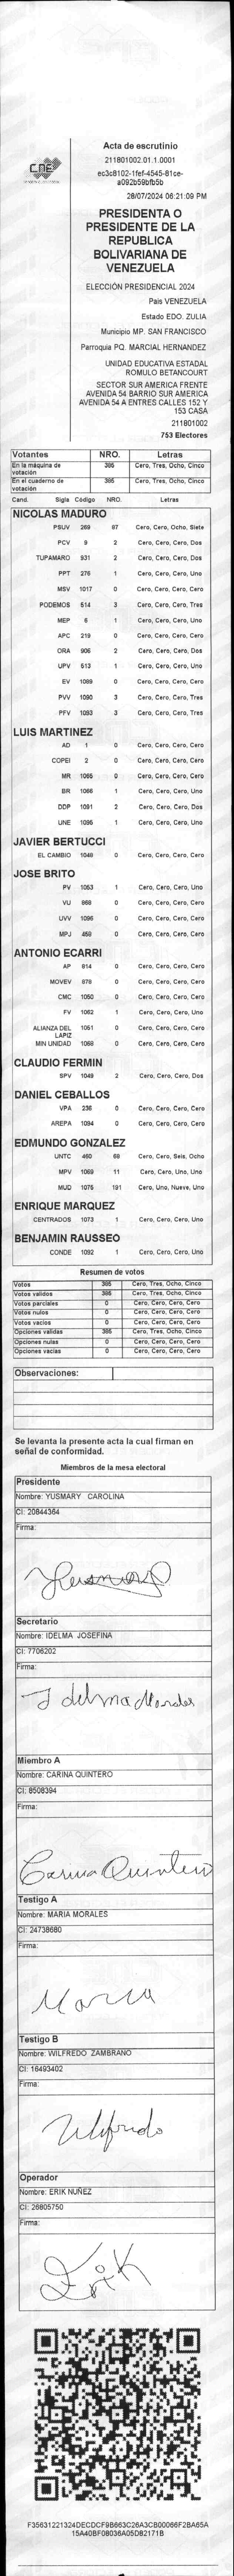 CNE
Acta de escrutinio
211801002.01.1.0001
ec3c8102-1fef-4545-81ce-
a092b59bfb5b
28/07/2024 06:21:09 PM
PRESIDENTA O
PRESIDENTE DE LA
REPUBLICA
BOLIVARIANA DE
VENEZUELA
ELECCIÓN PRESIDENCIAL 2024
Pais VENEZUELA
Estado EDO. ZULIA
Municipio MP. SAN FRANCISCO
Parroquia PQ. MARCIAL HERNANDEZ
UNIDAD EDUCATIVA ESTADAL
ROMULO BETANCOURT
SECTOR SUR AMERICA FRENTE
AVENIDA 54 BARRIO SUR AMERICA
AVENIDA 54 A ENTRES CALLES 152 Y
153 CASA
211801002
753 Electores
Votantes NRO. Letras
En la máquina de votación 385 Cero, Tres, Ocho, Cinco
En el cuaderno de votación 385 Cero, Tres, Ocho, Cinco
Cand. Sigla Código NRO. Letras
NICOLAS MADURO
PSUV 269 87 Cero, Cero, Ocho, Siete
PCV 9 2 Cero, Cero, Cero, Dos
TUPAMARO 931 2 Cero, Cero, Cero, Dos
PPT 276 1 Cero, Cero, Cero, Uno
MSV 1017 0 Cero, Cero, Cero, Cero
PODEMOS 514 3 Cero, Cero, Cero, Tres
MEP 6 1 Cero, Cero, Cero, Uno
APC 219 0 Cero, Cero, Cero, Cero
ORA 906 2 Cero, Cero, Cero, Dos
UPV 513 1 Cero, Cero, Cero, Uno
EV 1099 0 Cero, Cero, Cero, Cero
PVV 1090 3 Cero, Cero, Cero, Tres
PFV 1093 3 Cero, Cero, Cero, Tres
LUIS MARTINEZ
AD 1 0 Cero, Cero, Cero, Cero
COPEI 2 0 Cero, Cero, Cero, Cero
MR 1065 0 Cero, Cero, Cero, Cero
BR 1066 1 Cero, Cero, Cero, Uno
DDP 1091 2 Cero, Cero, Cero, Dos
UNE 1095 1 Cero, Cero, Cero, Uno
JAVIER BERTUCCI
EL CAMBIO 1048 0 Cero, Cero, Cero, Cero
JOSE BRITO
PV 1053 1 Cero, Cero, Cero, Uno
VU 868 0 Cero, Cero, Cero, Cero
UVV 1096 0 Cero, Cero, Cero, Cero
MPJ 458 0 Cero, Cero, Cero, Cero
ANTONIO ECARRI
AP 814 0 Cero, Cero, Cero, Cero
MOVEV 878 0 Cero, Cero, Cero, Cero
CMC 1050 0 Cero, Cero, Cero, Cero
FV 1062 1 Cero, Cero, Cero, Uno
ALIANZA DEL LAPIZ 1051 0 Cero, Cero, Cero, Cero
MIN UNIDAD 1068 0 Cero, Cero, Cero, Cero
CLAUDIO FERMIN
SPV 1049 2 Cero, Cero, Cero, Dos
DANIEL CEBALLOS
VPA 236 0 Cero, Cero, Cero, Cero
AREPA 1094 0 Cero, Cero, Cero, Cero
EDMUNDO GONZALEZ
UNTC 460 68 Cero, Cero, Seis, Ocho
MPV 1069 11 Cero, Cero, Uno, Uno
MUD 1075 191 Cero, Uno, Nueve, Uno
ENRIQUE MARQUEZ
CENTRADOS 1073 1 Cero, Cero, Cero, Uno
BENJAMIN RAUSSEO
CONDE 1092 1 Cero, Cero, Cero, Uno
Resumen de votos
Votos 385 Cero, Tres, Ocho, Cinco
Votos validos 385 Cero, Tres, Ocho, Cinco
Votos parciales 0 Cero, Cero, Cero, Cero
Votos nulos 0 Cero, Cero, Cero, Cero
Votos vacios 0 Cero, Cero, Cero, Cero
Opciones validas 385 Cero, Tres, Ocho, Cinco
Opciones nulas 0 Cero, Cero, Cero, Cero
Opciones vacias 0 Cero, Cero, Cero, Cero
Observaciones:
Se levanta la presente acta la cual firman en
señal de conformidad.
Miembros de la mesa electoral
Presidente
Nombre: YUSMARY CAROLINA
CI: 20844364
Firma:
Yusmary
Secretario
Nombre: IDELMA JOSEFINA
CI: 7706202
Firma:
Idelma Morales
Miembro A
Nombre: CARINA QUINTERO
CI: 8508394
Firma:
Carina Quintero
Testigo A
Nombre: MARIA MORALES
CI: 24738680
Firma:
Maria
Testigo B
Nombre: WILFREDO ZAMBRANO
CI: 16493402
Firma:
Wilfredo
Operador
Nombre: ERIK NUÑEZ
CI: 26805750
Firma:
Erik
F35631221324DECDCF9B663C26A3CB00066F2BA65A
15A40BF08036A05D82171B